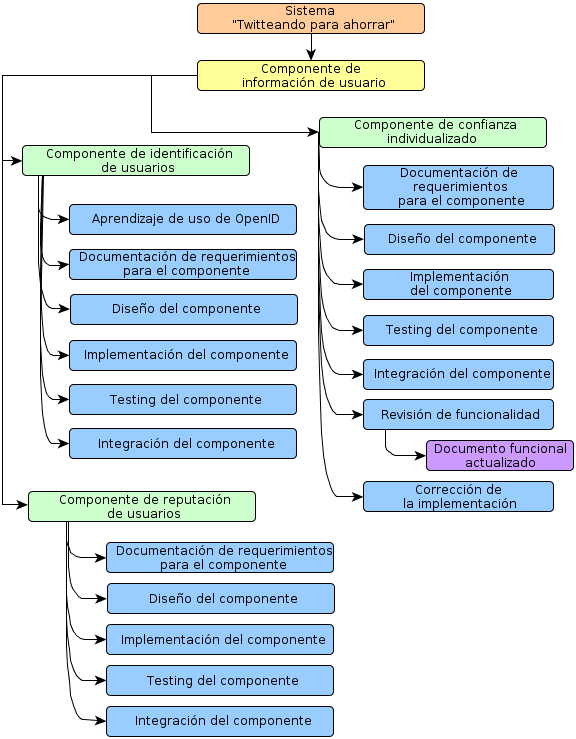 Sistema
"Twitteando para ahorrar"
Componente de
información de usuario
Componente de identificación
de usuarios
Aprendizaje de uso de OpenID
Documentación de requerimientos
para el componente
Diseño del componente
Implementación del componente
Testing del componente
Integración del componente
Componente de confianza
individualizado
Documentación de
requerimientos
para el componente
Diseño del componente
Implementación
del componente
Testing del componente
Integración del componente
Revisión de funcionalidad
Documento funcional
actualizado
Corrección de
la implementación
Componente de reputación
de usuarios
Documentación de requerimientos
para el componente
Diseño del componente
Implementación del componente
Testing del componente
Integración del componente